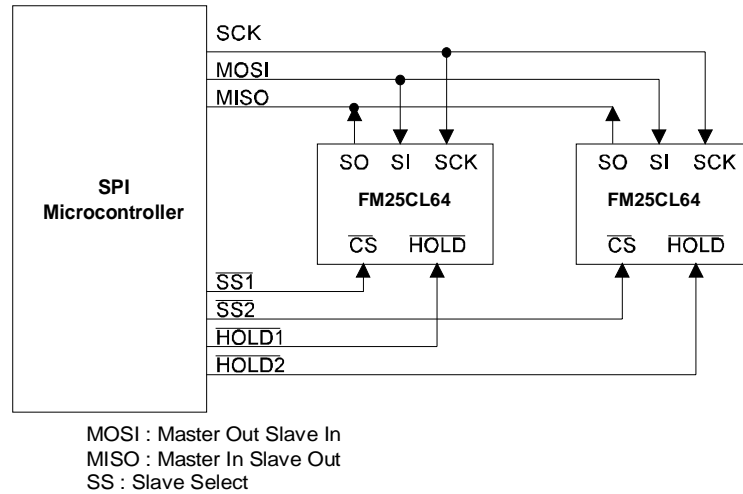 SCK
MOSI
MISO
SO SI SCK
SO SI SCK
SPI
Microcontroller
FM25CL64
FM25CL64
CS HOLD
CS HOLD
SS1
SS2
HOLD1
HOLD2
MOSI : Master Out Slave In
MISO : Master In Slave Out
SS : Slave Select